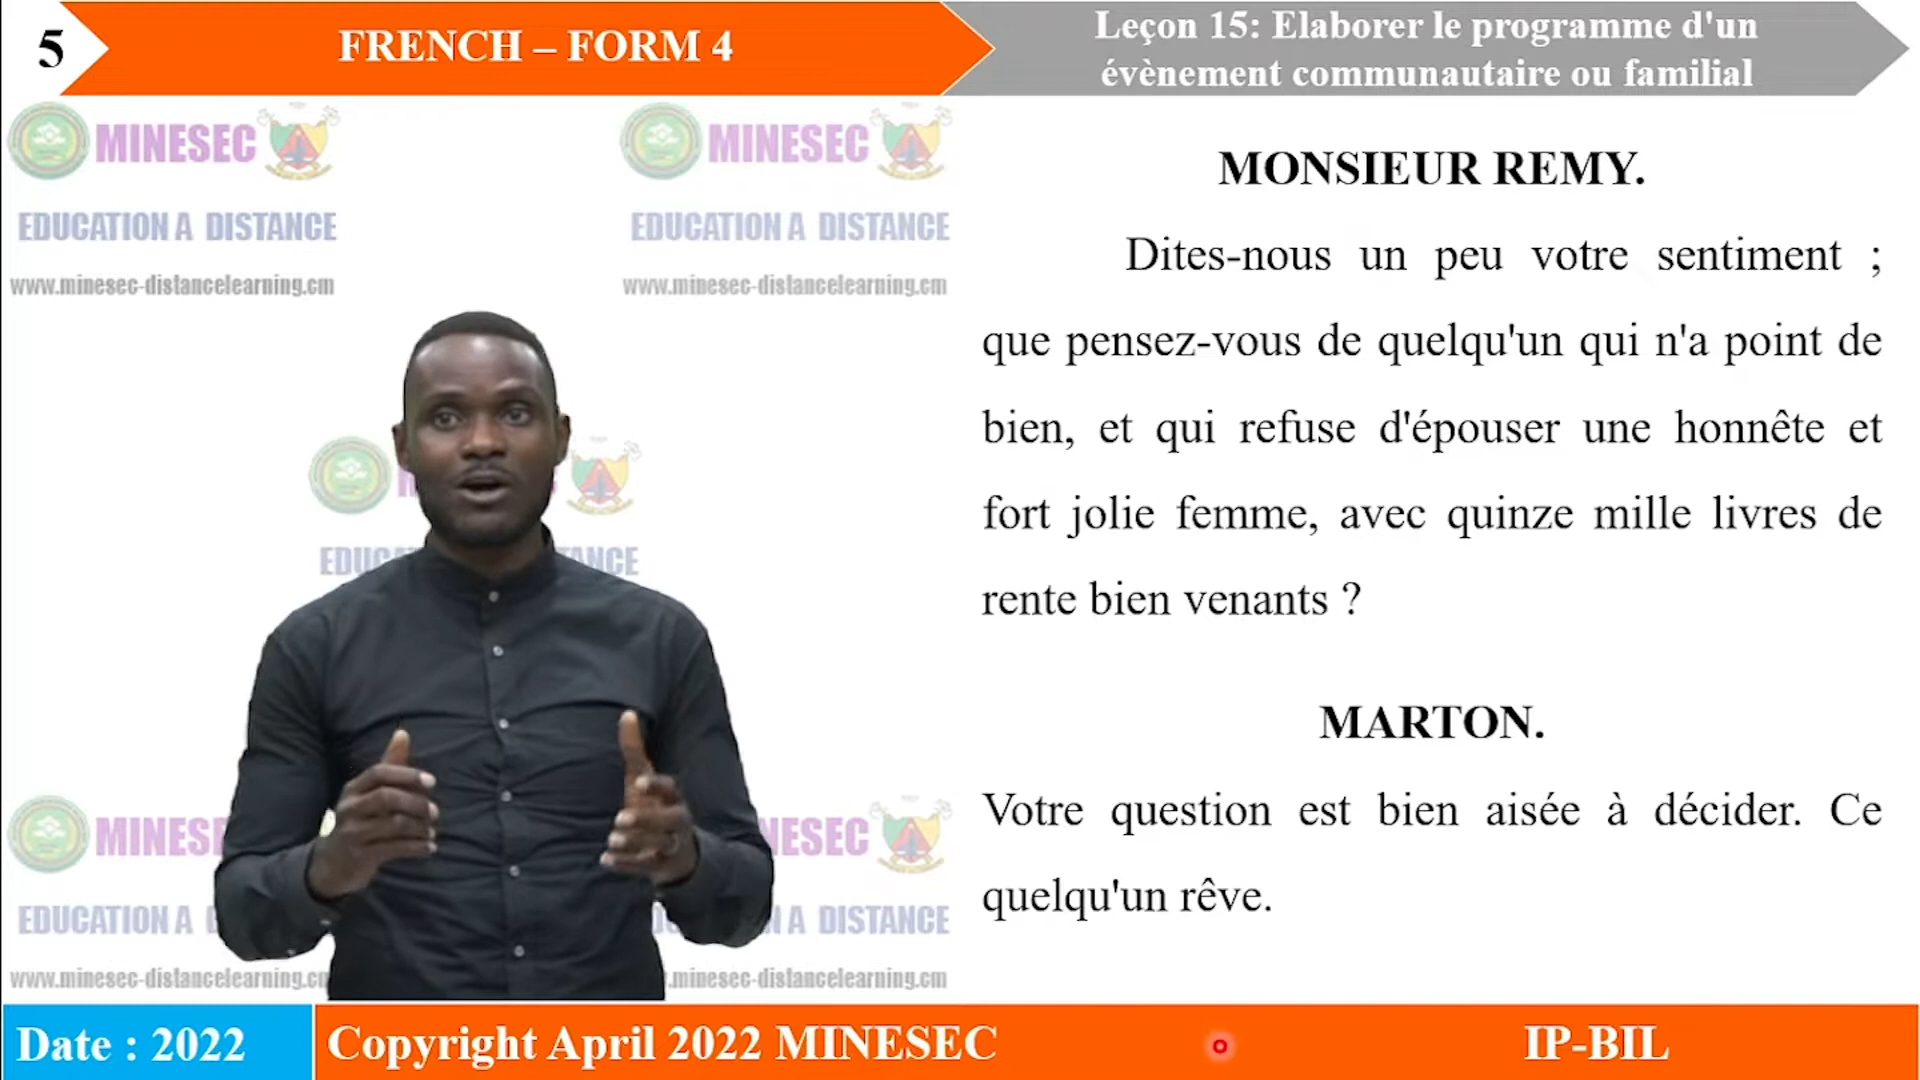 5
FRENCH – FORM 4
Leçon 15: Elaborer le programme d'un
évènement communautaire ou familial
MINESEC
EDUCATION A DISTANCE
www.minesec-distancelearning.cm
MINESEC
EDUCATION A DISTANCE
www.minesec-distancelearning.cm
MONSIEUR REMY.
Dites-nous un peu votre sentiment ;
que pensez-vous de quelqu'un qui n'a point de
bien, et qui refuse d'épouser une honnête et
fort jolie femme, avec quinze mille livres de
rente bien venants ?
MARTON.
Votre question est bien aisée à décider. Ce
quelqu'un rêve.
Date : 2022
Copyright April 2022 MINESEC
IP-BIL